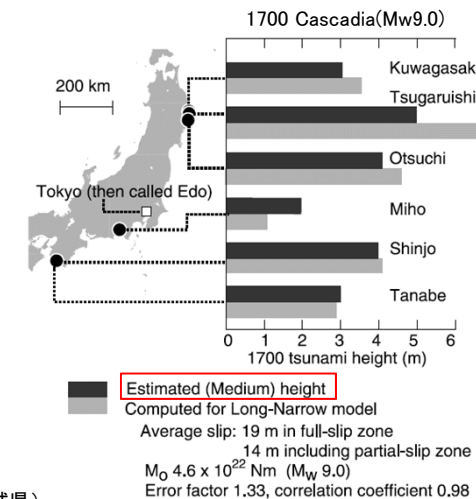 1700 Cascadia(Mw9.0)
200 km
Kuwagasak
Tsugaruishi
Otsuchi
Tokyo (then called Edo)
Miho
Shinjo
Tanabe
0 1 2 3 4 5 6
1700 tsunami height (m)
Estimated (Medium) height
Computed for Long-Narrow model
Average slip: 19 m in full-slip zone
14 m including partial-slip zone
Mo 4.6 x 10²² Nm (Mw 9.0)
Error factor 1.33, correlation coefficient 0.98
県)